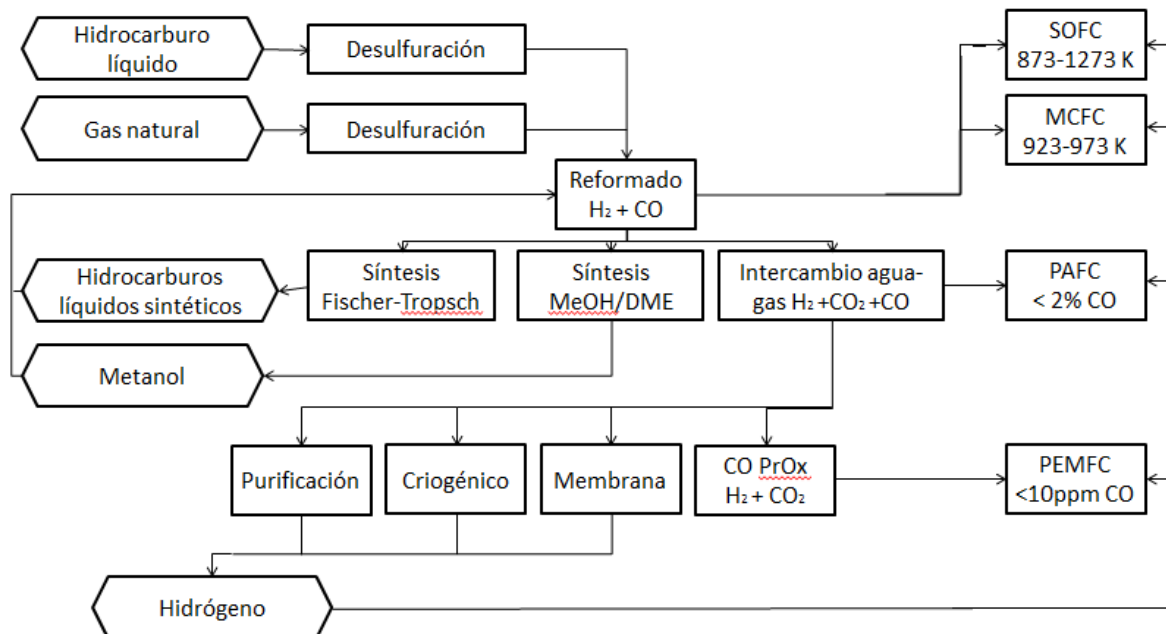 Hidrocarburo
líquido
Desulfuración
SOFC
873-1273 K
Gas natural
Desulfuración
MCFC
923-973 K
Reformado
H₂ + CO
Hidrocarburos
líquidos sintéticos
Síntesis
Fischer-Tropsch
Síntesis
MeOH/DME
Intercambio agua-
gas H₂ +CO₂ +CO
PAFC
< 2% CO
Metanol
Purificación
Criogénico
Membrana
CO PrOx
H₂ + CO₂
PEMFC
<10ppm CO
Hidrógeno